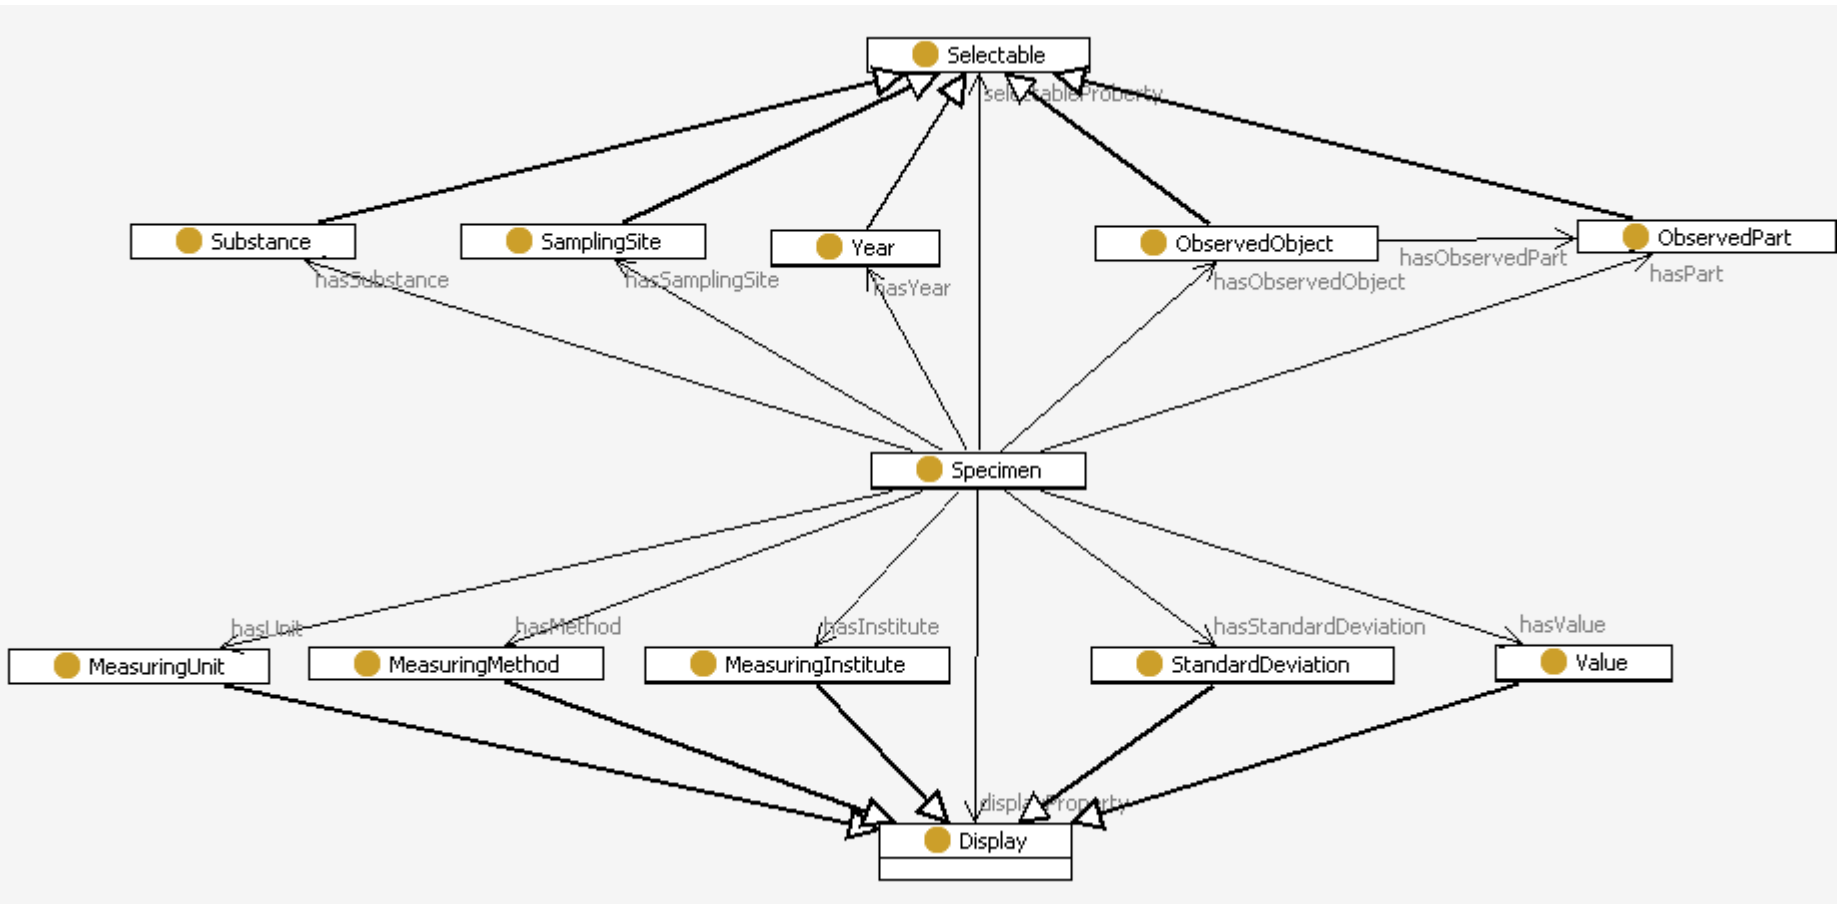 Selectable
selectableProperty
Substance
SamplingSite
Year
ObservedObject
ObservedPart
hasObservedPart
hasSubstance
hasSamplingSite
hasYear
hasObservedObject
hasPart
Specimen
hasUnit
hasMethod
hasInstitute
hasStandardDeviation
hasValue
MeasuringUnit
MeasuringMethod
MeasuringInstitute
StandardDeviation
Value
displayProperty
Display